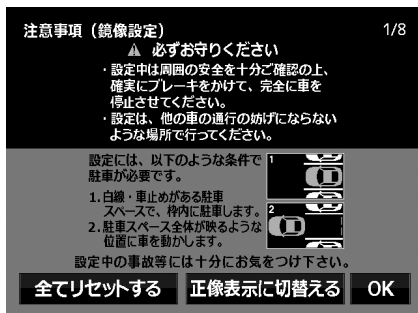 注意事項（鏡像設定）
1/8
必ずお守りください
・設定中は周囲の安全を十分ご確認の上、
確実にブレーキをかけて、完全に車を
停止させてください。
・設定は、他の車の通行の妨げにならない
ような場所で行ってください。
設定には、以下のような条件で
駐車が必要です。
1.白線・車止めがある駐車
スペースで、枠内に駐車します。
2.駐車スペース全体が映るような
位置に車を動かします。
1
2
設定中の事故等には十分にお気をつけ下さい。
全てリセットする
正像表示に切替える
OK